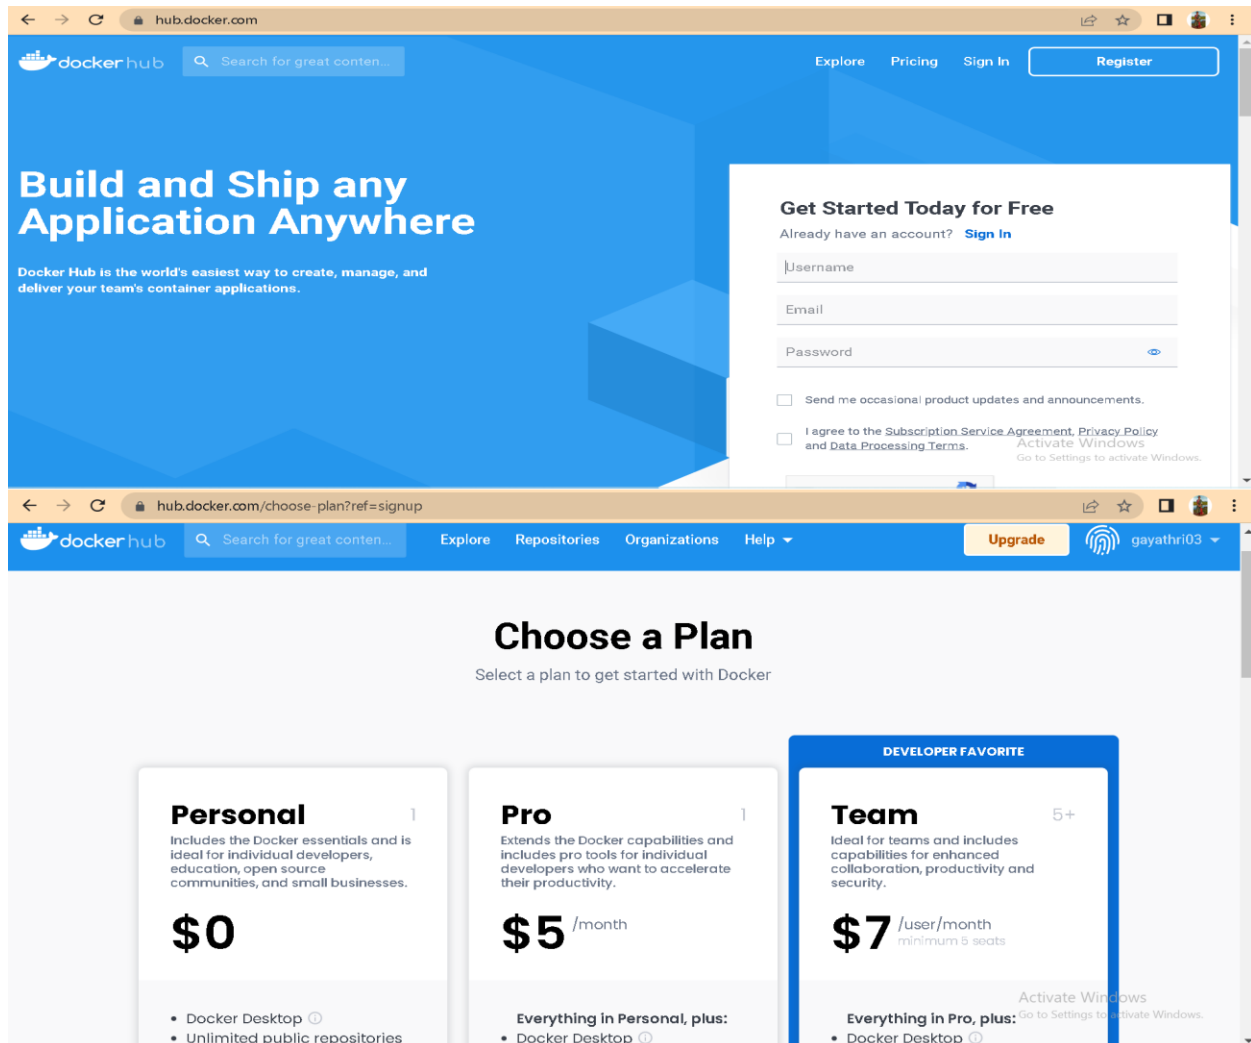 hub.docker.com
dockerhub
Search for great conten...
Explore Pricing Sign In Register
Build and Ship any
Application Anywhere
Docker Hub is the world's easiest way to create, manage, and
deliver your team's container applications.
Get Started Today for Free
Already have an account? Sign In
Username
Email
Password
Send me occasional product updates and announcements.
I agree to the Subscription Service Agreement, Privacy Policy
and Data Processing Terms.
Activate Windows
Go to Settings to activate Windows.
hub.docker.com/choose-plan?ref=signup
dockerhub
Search for great conten...
Explore Repositories Organizations Help
Upgrade
gayathri03
Choose a Plan
Select a plan to get started with Docker
Personal 1
Includes the Docker essentials and is
ideal for individual developers,
education, open source
communities, and small businesses.
$0
• Docker Desktop
• Unlimited public repositories
Pro 1
Extends the Docker capabilities and
includes pro tools for individual
developers who want to accelerate
their productivity.
$5 /month
Everything in Personal, plus:
• Docker Desktop
DEVELOPER FAVORITE
Team 5+
Ideal for teams and includes
capabilities for enhanced
collaboration, productivity and
security.
$7 /user/month
minimum 5 seats
Everything in Pro, plus:
• Docker Desktop
Activate Windows
Go to Settings to activate Windows.